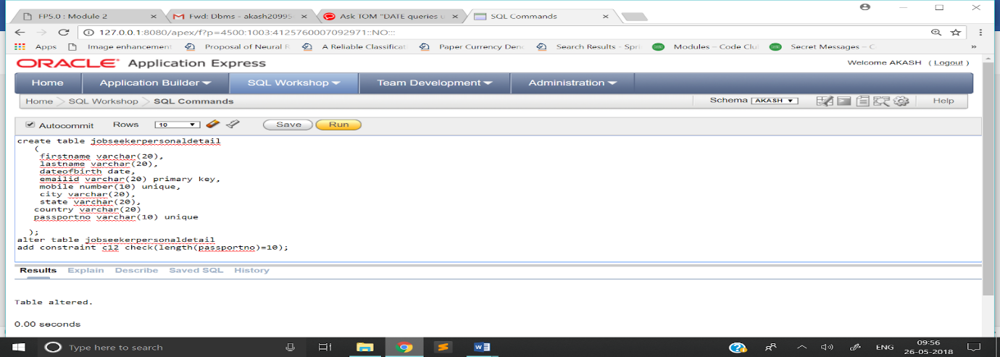 FP5.0 : Module 2
Fwd: Dbms - akash20995
Ask TOM "DATE queries u
SQL Commands
127.0.0.1:8080/apex/f?p=4500:1003:4125760007092971::NO:::
Apps Image enhancement Proposal of Neural A Reliable Classificat Paper Currency Den Search Results - Spri Modules – Code Clu Secret Messages – C »
ORACLE Application Express
Welcome AKASH ( Logout )
Home Application Builder SQL Workshop Team Development Administration
Home SQL Workshop SQL Commands
Schema AKASH Help
Autocommit Rows 10 Save Run
create table jobseekerpersonaldetail
(
firstname varchar(20),
lastname varchar(20),
dateofbirth date,
emailid varchar(20) primary key,
mobile number(10) unique,
city varchar(20),
state varchar(20),
country varchar(20)
passportno varchar(10) unique
);
alter table jobseekerpersonaldetail
add constraint c12 check(length(passportno)=10);
Results Explain Describe Saved SQL History
Table altered.
0.00 seconds
Type here to search
ENG
09:56
26-05-2018